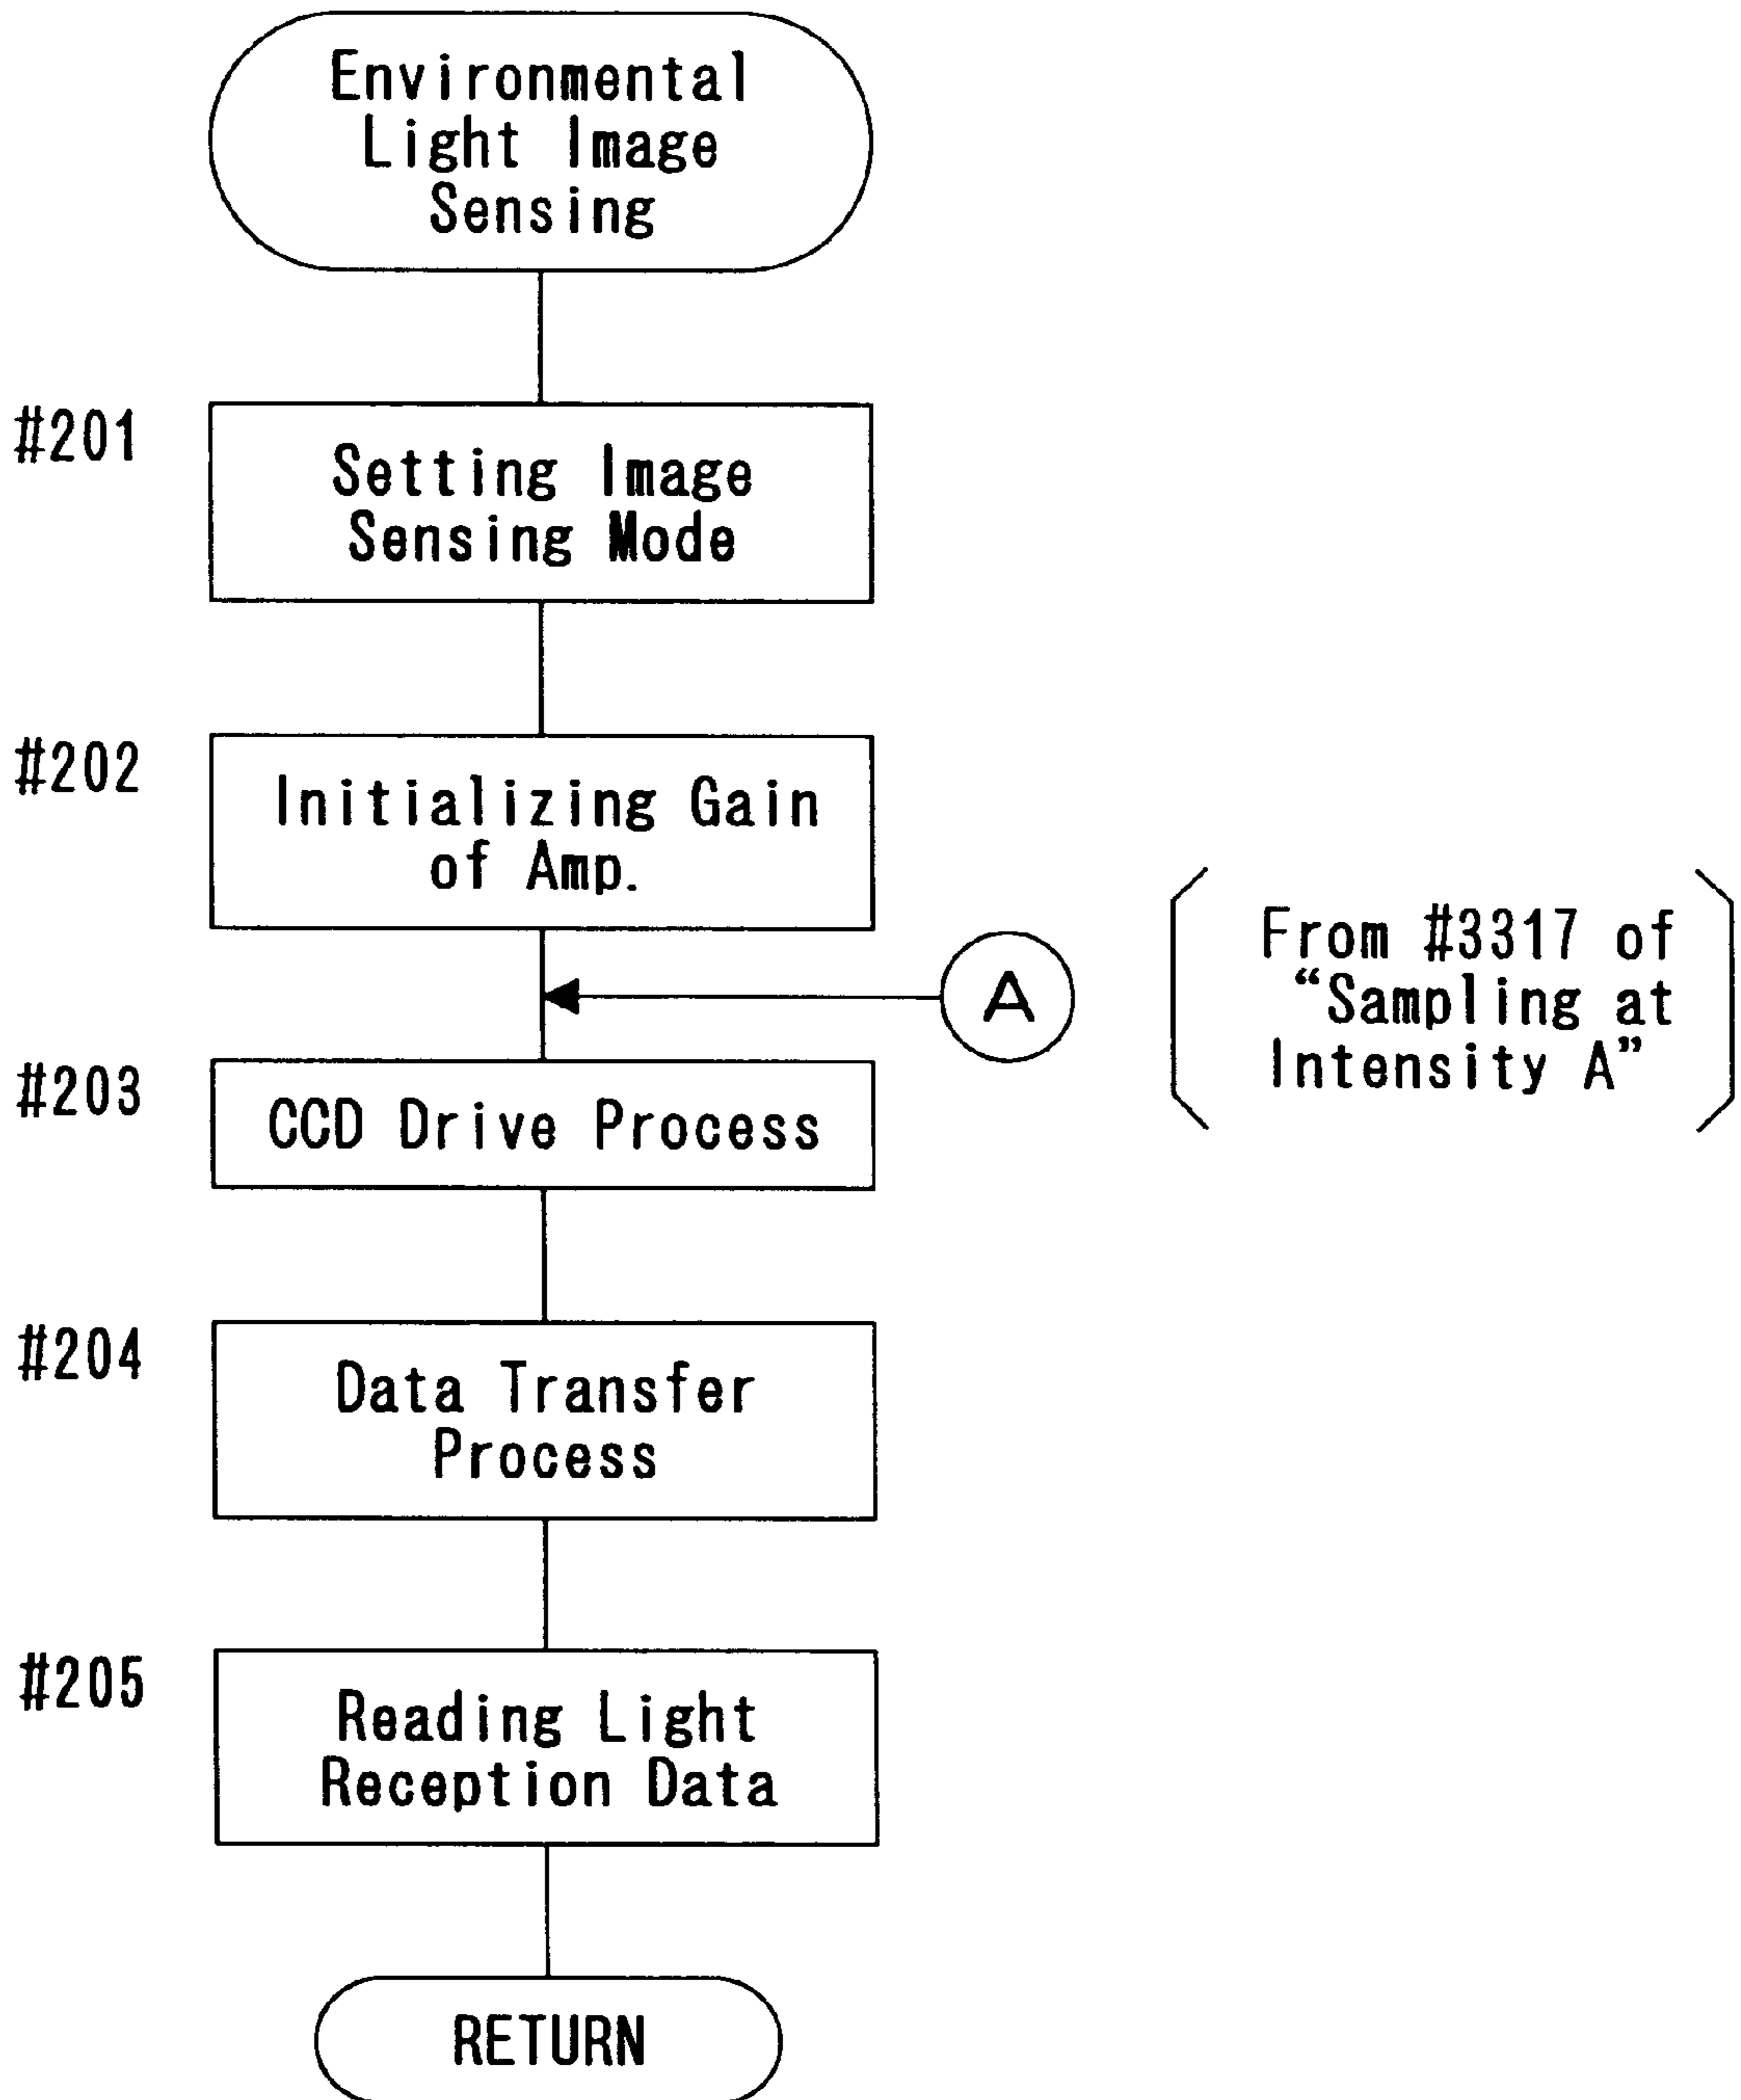 Environmental
Light Image
Sensing
#201
Setting Image
Sensing Mode
#202
Initializing Gain
of Amp.
A
From #3317 of
“Sampling at
Intensity A”
#203
CCD Drive Process
#204
Data Transfer
Process
#205
Reading Light
Reception Data
RETURN